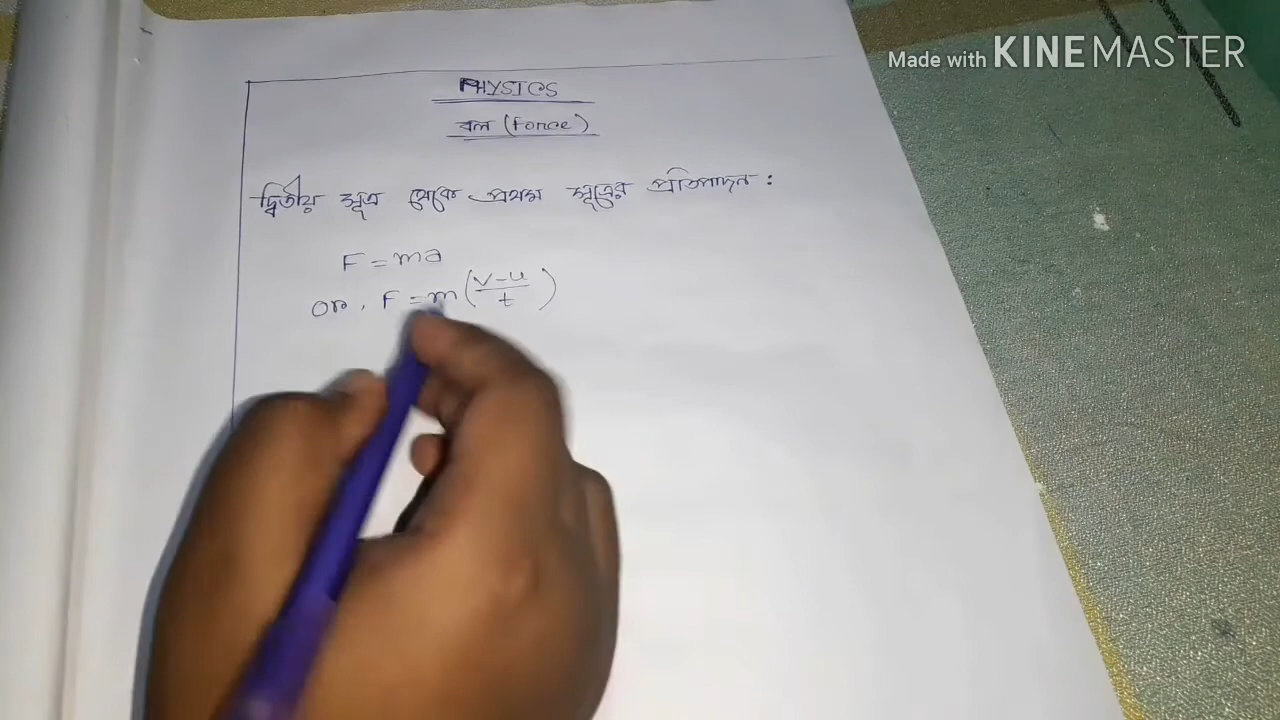 Made with KINEMASTER
PHYSICS
বল (Force)
দ্বিতীয় সূত্র থেকে প্রথম সূত্রের প্রতিপাদন :
F = ma
or, F = m(v-u/t)